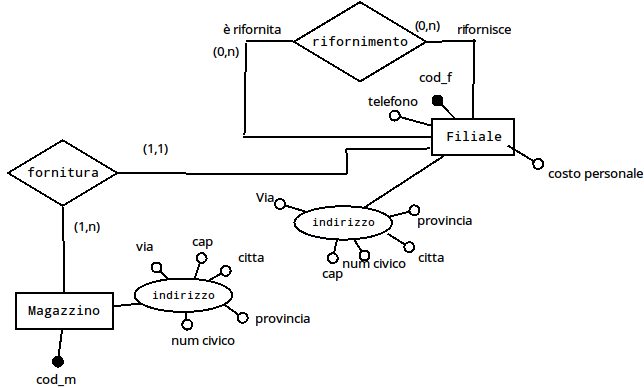 è rifornita
(0,n)
rifornimento
(0,n)
rifornisce
cod_f
telefono
Filiale
costo personale
(1,1)
fornitura
(1,n)
Via
indirizzo
provincia
citta
num civico
cap
via
cap
citta
indirizzo
provincia
num civico
Magazzino
cod_m